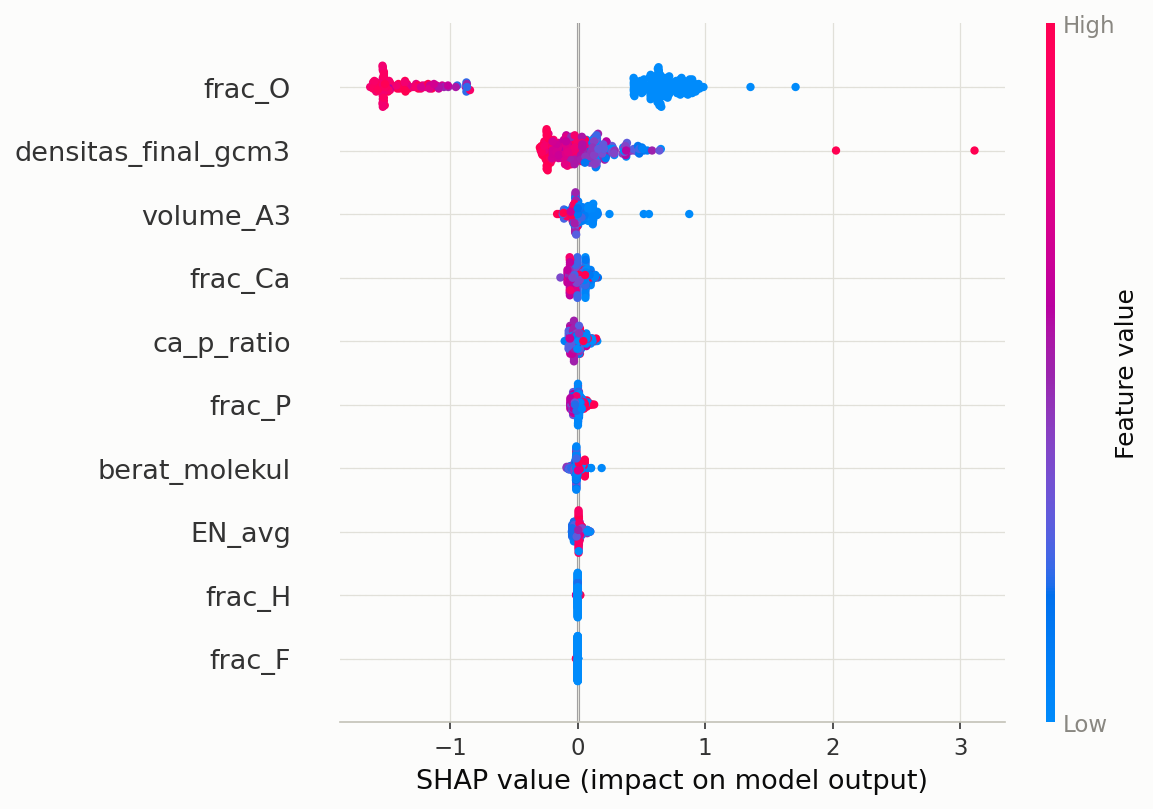 High
frac_O
densitas_final_gcm3
volume_A3
frac_Ca
ca_p_ratio
frac_P
berat_molekul
EN_avg
frac_H
frac_F
Feature value
Low
−1 0 1 2 3
SHAP value (impact on model output)